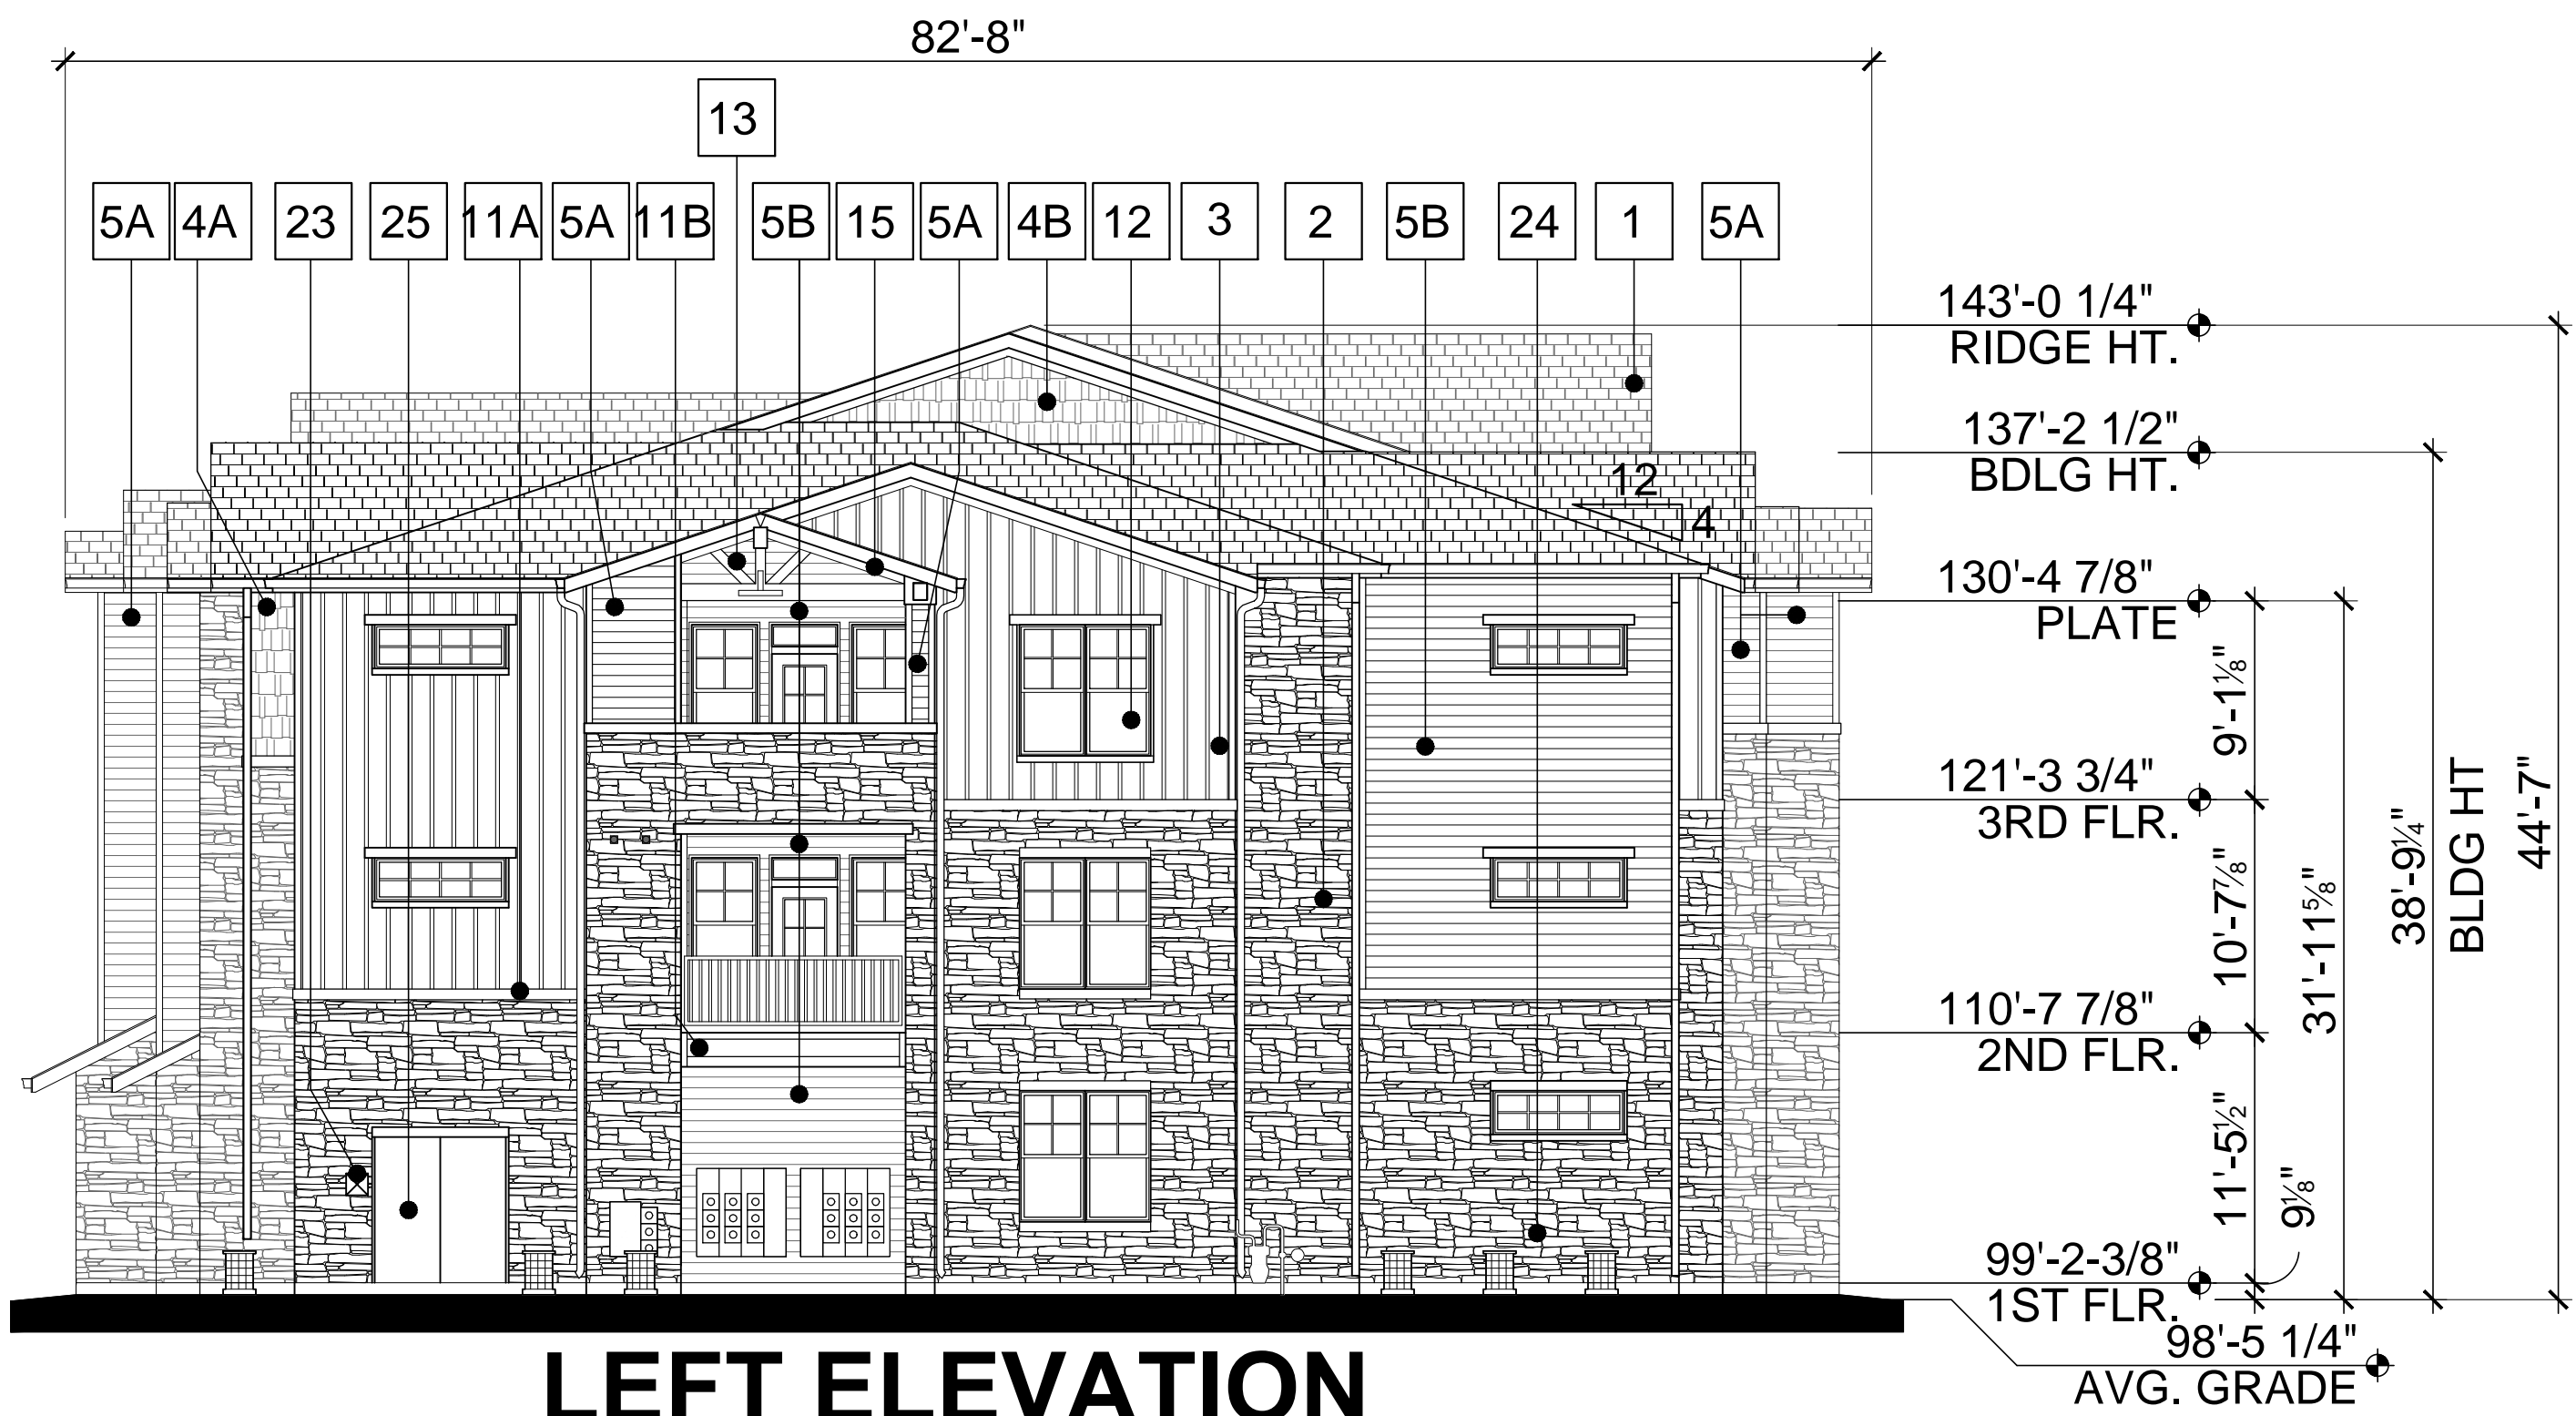 82'-8"
13
5A 4A 23 25 11A 5A 11B 5B 15 5A 4B 12 3 2 5B 24 1 5A
143'-0 1/4"
RIDGE HT.
137'-2 1/2"
BDLG HT.
12
4
130'-4 7/8"
PLATE
9'-1⅛"
121'-3 3/4"
3RD FLR.
10'-7⅞"
31'-11⅝"
38'-9¼"
BLDG HT
44'-7"
110'-7 7/8"
2ND FLR.
11'-5½"
9⅛"
99'-2-3/8"
1ST FLR.
98'-5 1/4"
AVG. GRADE
LEFT ELEVATION